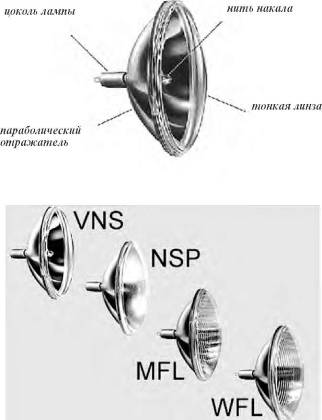 цоколь лампы
нить накала
тонкая линза
параболический
отражатель
VNS
NSP
MFL
WFL